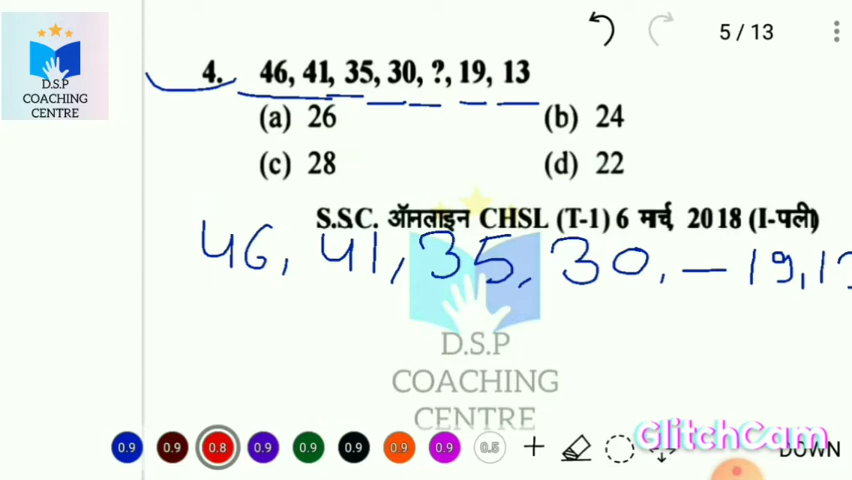 5 / 13
D.S.P
COACHING
CENTRE
4. 46, 41, 35, 30, ?, 19, 13
(a) 26 (b) 24
(c) 28 (d) 22
S.S.C. ऑनलाइन CHSL (T-1) 6 मार्च, 2018 (I-पाली)
46, 41, 35, 30, — 19, 13
D.S.P
COACHING
CENTRE
0.9 0.9 0.8 0.9 0.9 0.9 0.9 0.9 0.5 DOWN
GlitchCam